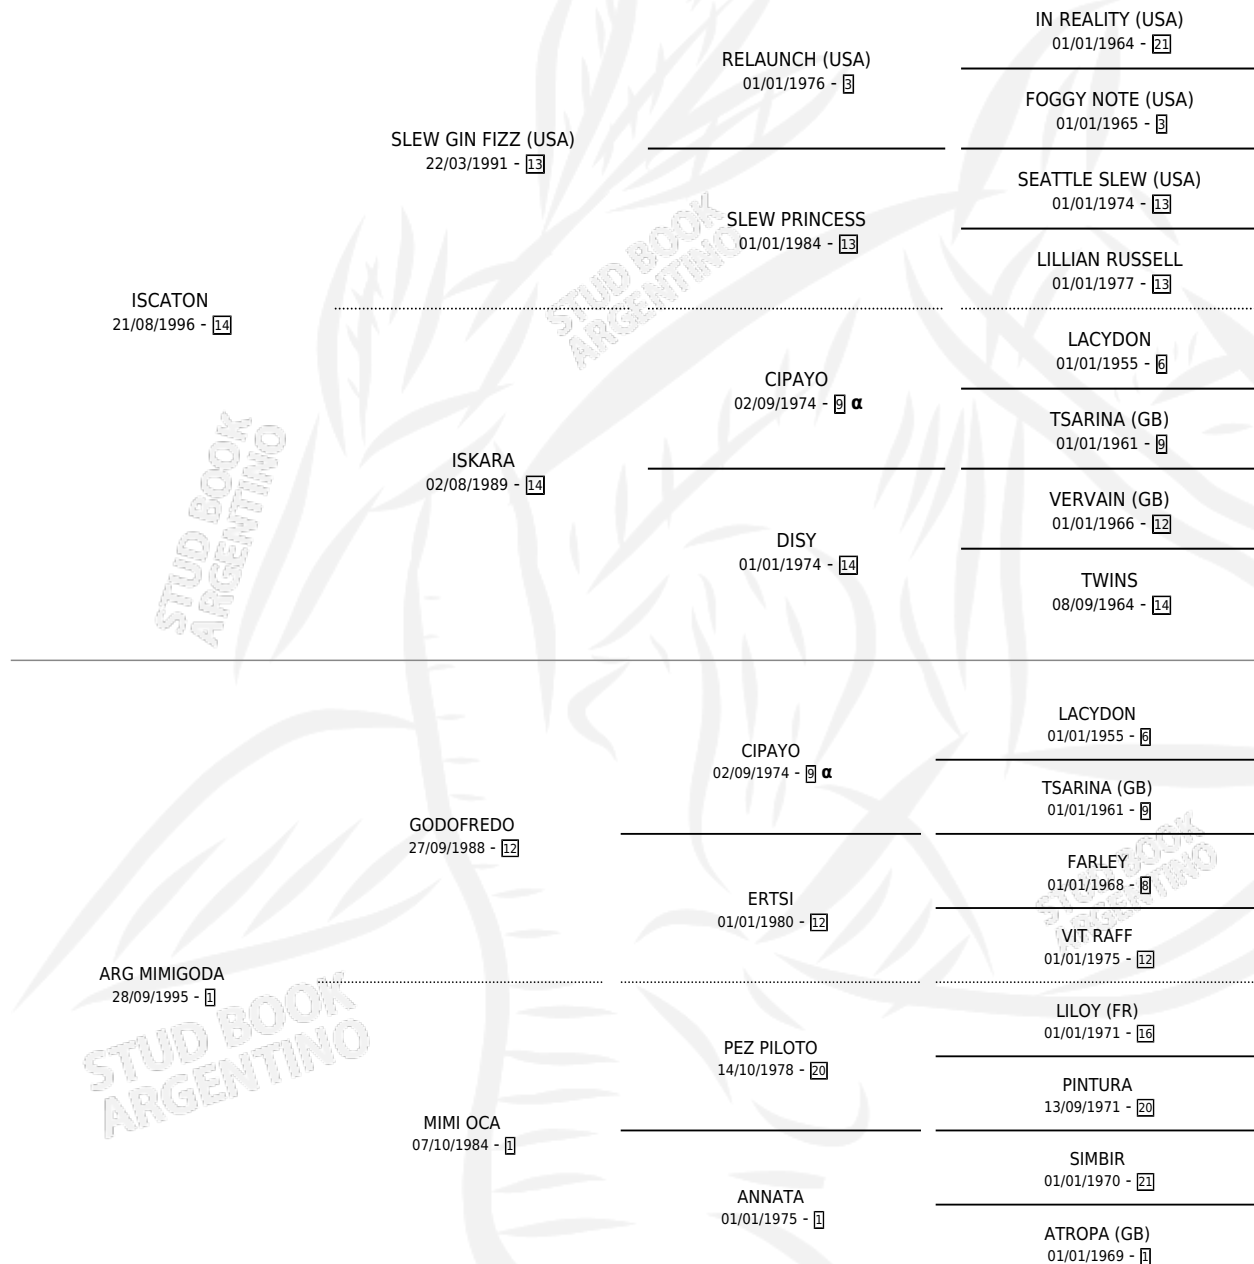 IN REALITY (USA)
01/01/1964 - 21
RELAUNCH (USA)
01/01/1976 - 3
FOGGY NOTE (USA)
01/01/1965 - 3
SLEW GIN FIZZ (USA)
22/03/1991 - 13
SEATTLE SLEW (USA)
01/01/1974 - 13
SLEW PRINCESS
01/01/1984 - 13
LILLIAN RUSSELL
01/01/1977 - 13
STUD BOOK
ARGENTINO
ISCATON
21/08/1996 - 14
LACYDON
01/01/1955 - 6
CIPAYO
02/09/1974 - 9 α
TSARINA (GB)
01/01/1961 - 9
ISKARA
02/08/1989 - 14
VERVAIN (GB)
01/01/1966 - 12
DISY
01/01/1974 - 14
TWINS
08/09/1964 - 14
STUD BOOK
ARGENTINO
LACYDON
01/01/1955 - 6
CIPAYO
02/09/1974 - 9 α
TSARINA (GB)
01/01/1961 - 9
GODOFREDO
27/09/1988 - 12
FARLEY
01/01/1968 - 8
ERTSI
01/01/1980 - 12
VIT RAFF
01/01/1975 - 12
STUD BOOK
ARGENTINO
ARG MIMIGODA
28/09/1995 - 1
LILOY (FR)
01/01/1971 - 16
PEZ PILOTO
14/10/1978 - 20
PINTURA
13/09/1971 - 20
STUD BOOK
ARGENTINO
MIMI OCA
07/10/1984 - 1
SIMBIR
01/01/1970 - 21
ANNATA
01/01/1975 - 1
ATROPA (GB)
01/01/1969 - 1